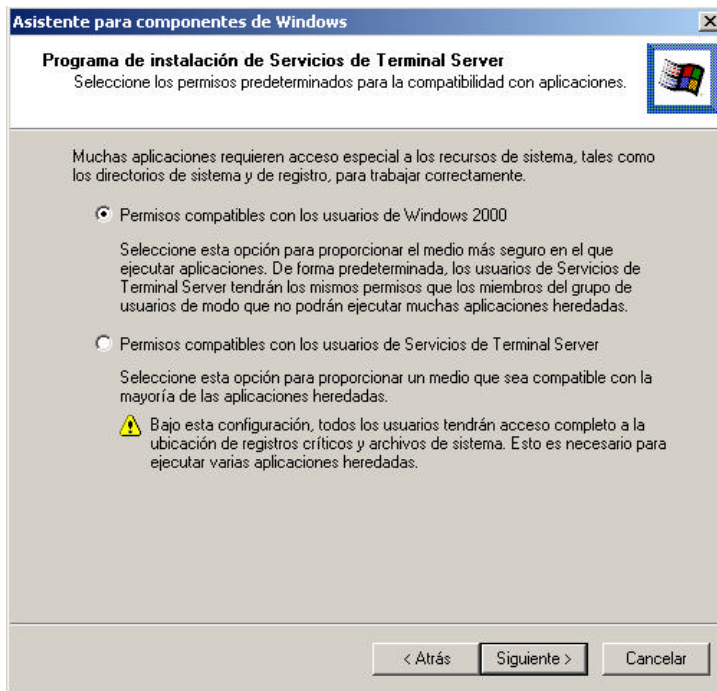 Asistente para componentes de Windows
Programa de instalación de Servicios de Terminal Server
Seleccione los permisos predeterminados para la compatibilidad con aplicaciones.
Muchas aplicaciones requieren acceso especial a los recursos de sistema, tales como
los directorios de sistema y de registro, para trabajar correctamente.
Permisos compatibles con los usuarios de Windows 2000
Seleccione esta opción para proporcionar el medio más seguro en el que
ejecutar aplicaciones. De forma predeterminada, los usuarios de Servicios de
Terminal Server tendrán los mismos permisos que los miembros del grupo de
usuarios de modo que no podrán ejecutar muchas aplicaciones heredadas.
Permisos compatibles con los usuarios de Servicios de Terminal Server
Seleccione esta opción para proporcionar un medio que sea compatible con la
mayoría de las aplicaciones heredadas.
Bajo esta configuración, todos los usuarios tendrán acceso completo a la
ubicación de registros críticos y archivos de sistema. Esto es necesario para
ejecutar varias aplicaciones heredadas.
< Atrás Siguiente > Cancelar